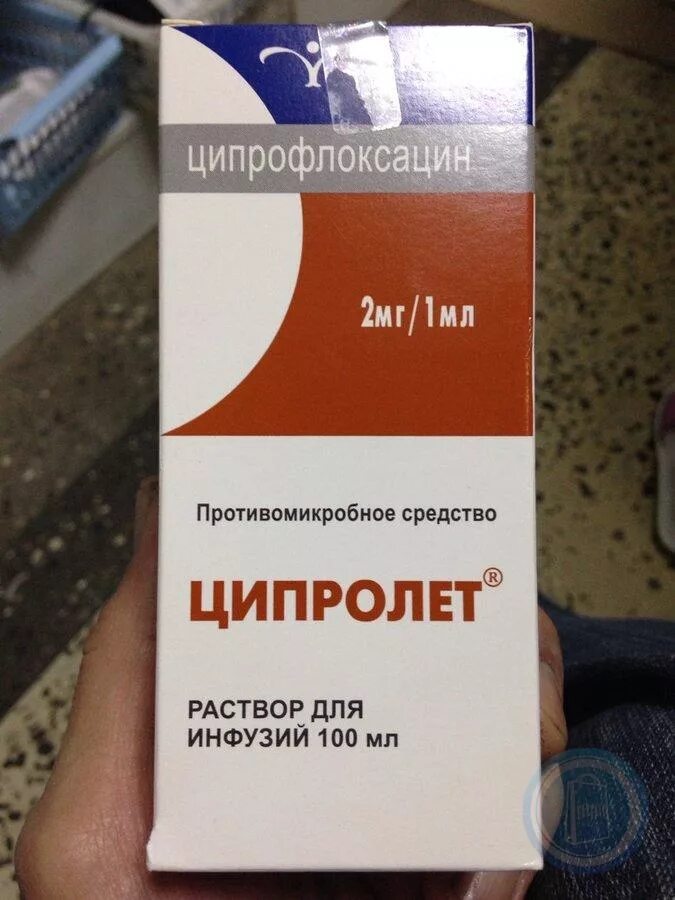 ципрофлоксацин
2мг/1мл
Противомикробное средство
ЦИПРОЛЕТ®
РАСТВОР ДЛЯ
ИНФУЗИЙ 100 мл